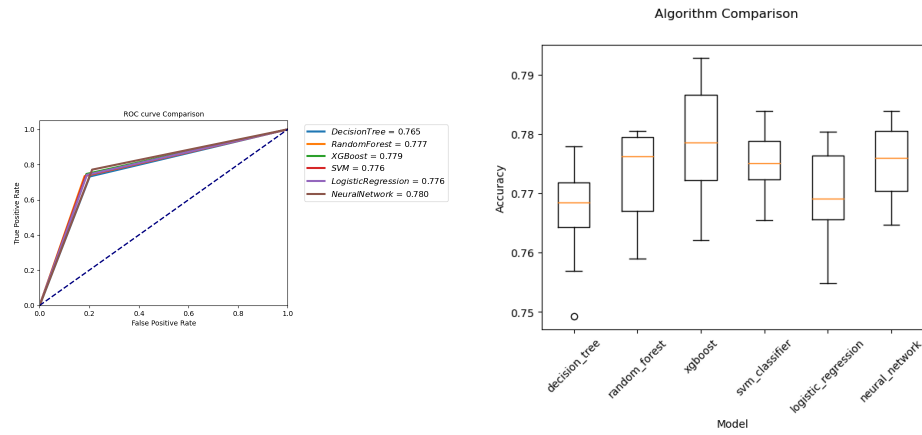 Algorithm Comparison
ROC curve Comparison
True Positive Rate
1.0
0.8
0.6
0.4
0.2
0.0
0.0 0.2 0.4 0.6 0.8 1.0
False Positive Rate
DecisionTree = 0.765
RandomForest = 0.777
XGBoost = 0.779
SVM = 0.776
LogisticRegression = 0.776
NeuralNetwork = 0.780
Accuracy
0.79
0.78
0.77
0.76
0.75
decision_tree
random_forest
xgboost
svm_classifier
logistic_regression
neural_network
Model